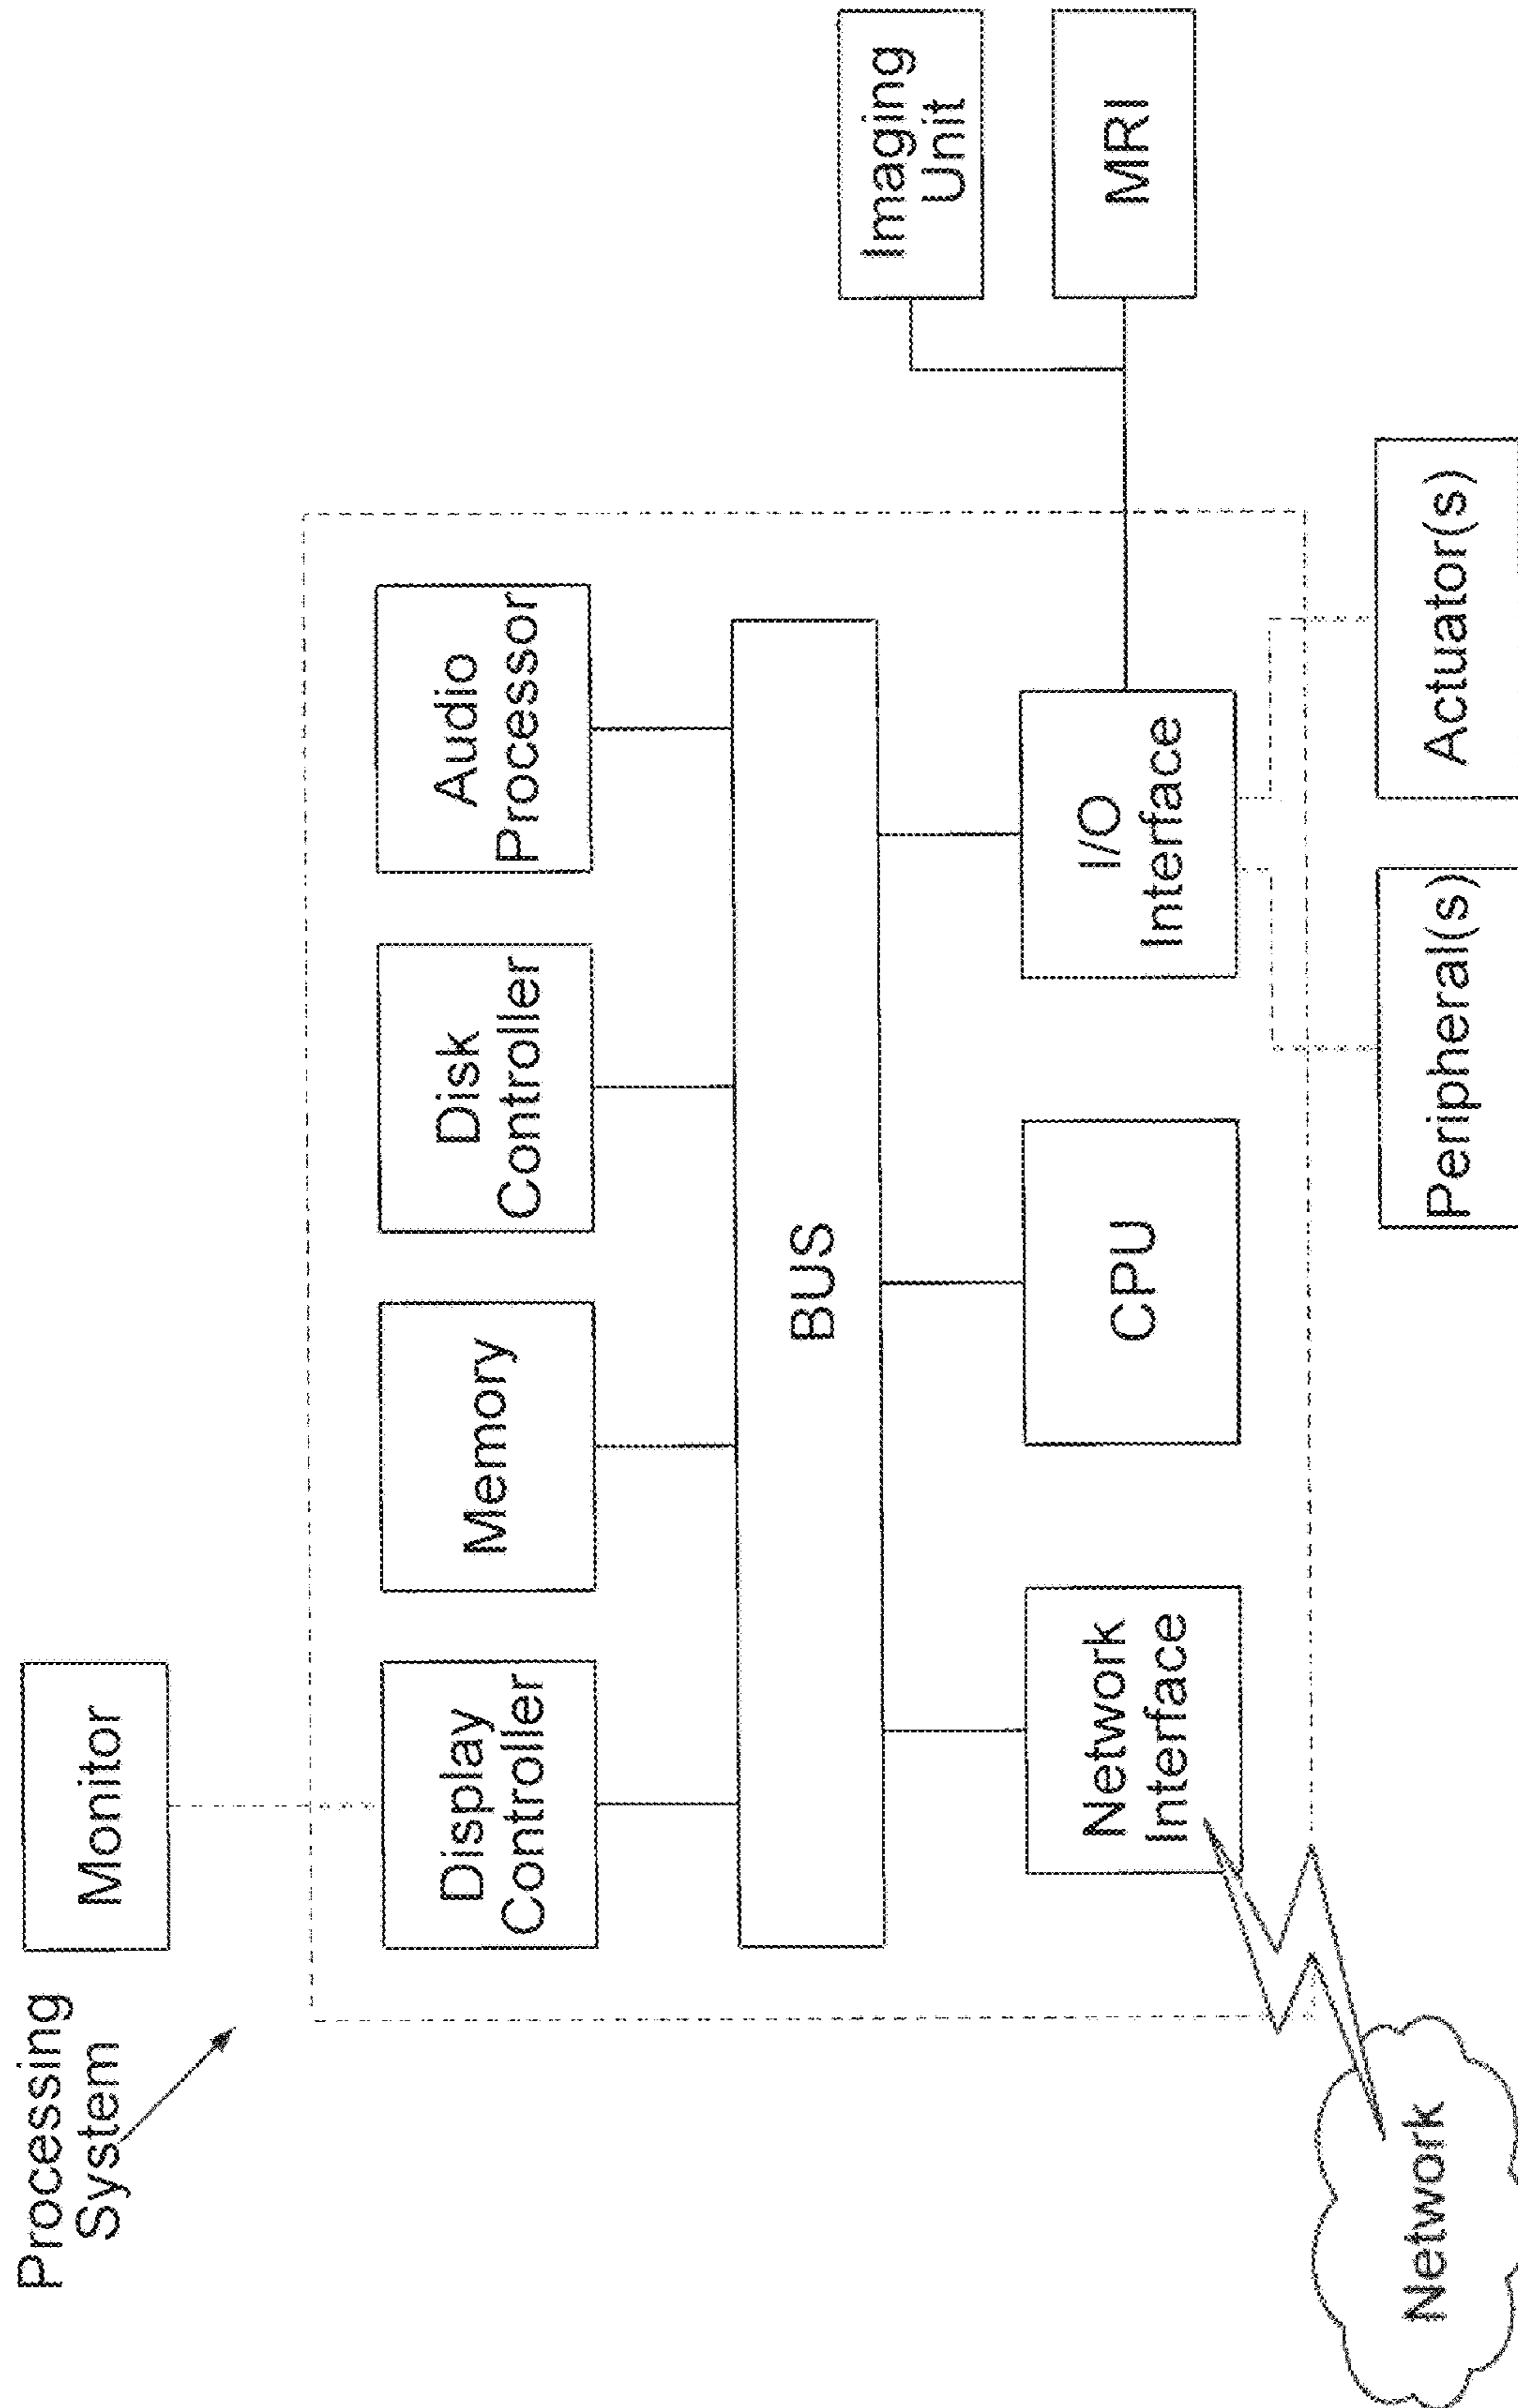 Processing
System
Monitor
Display
Controller
Memory
Disk
Controller
Audio
Processor
BUS
Network
Interface
CPU
I/O
Interface
Imaging
Unit
MRI
Network
Peripheral(s)
Actuator(s)